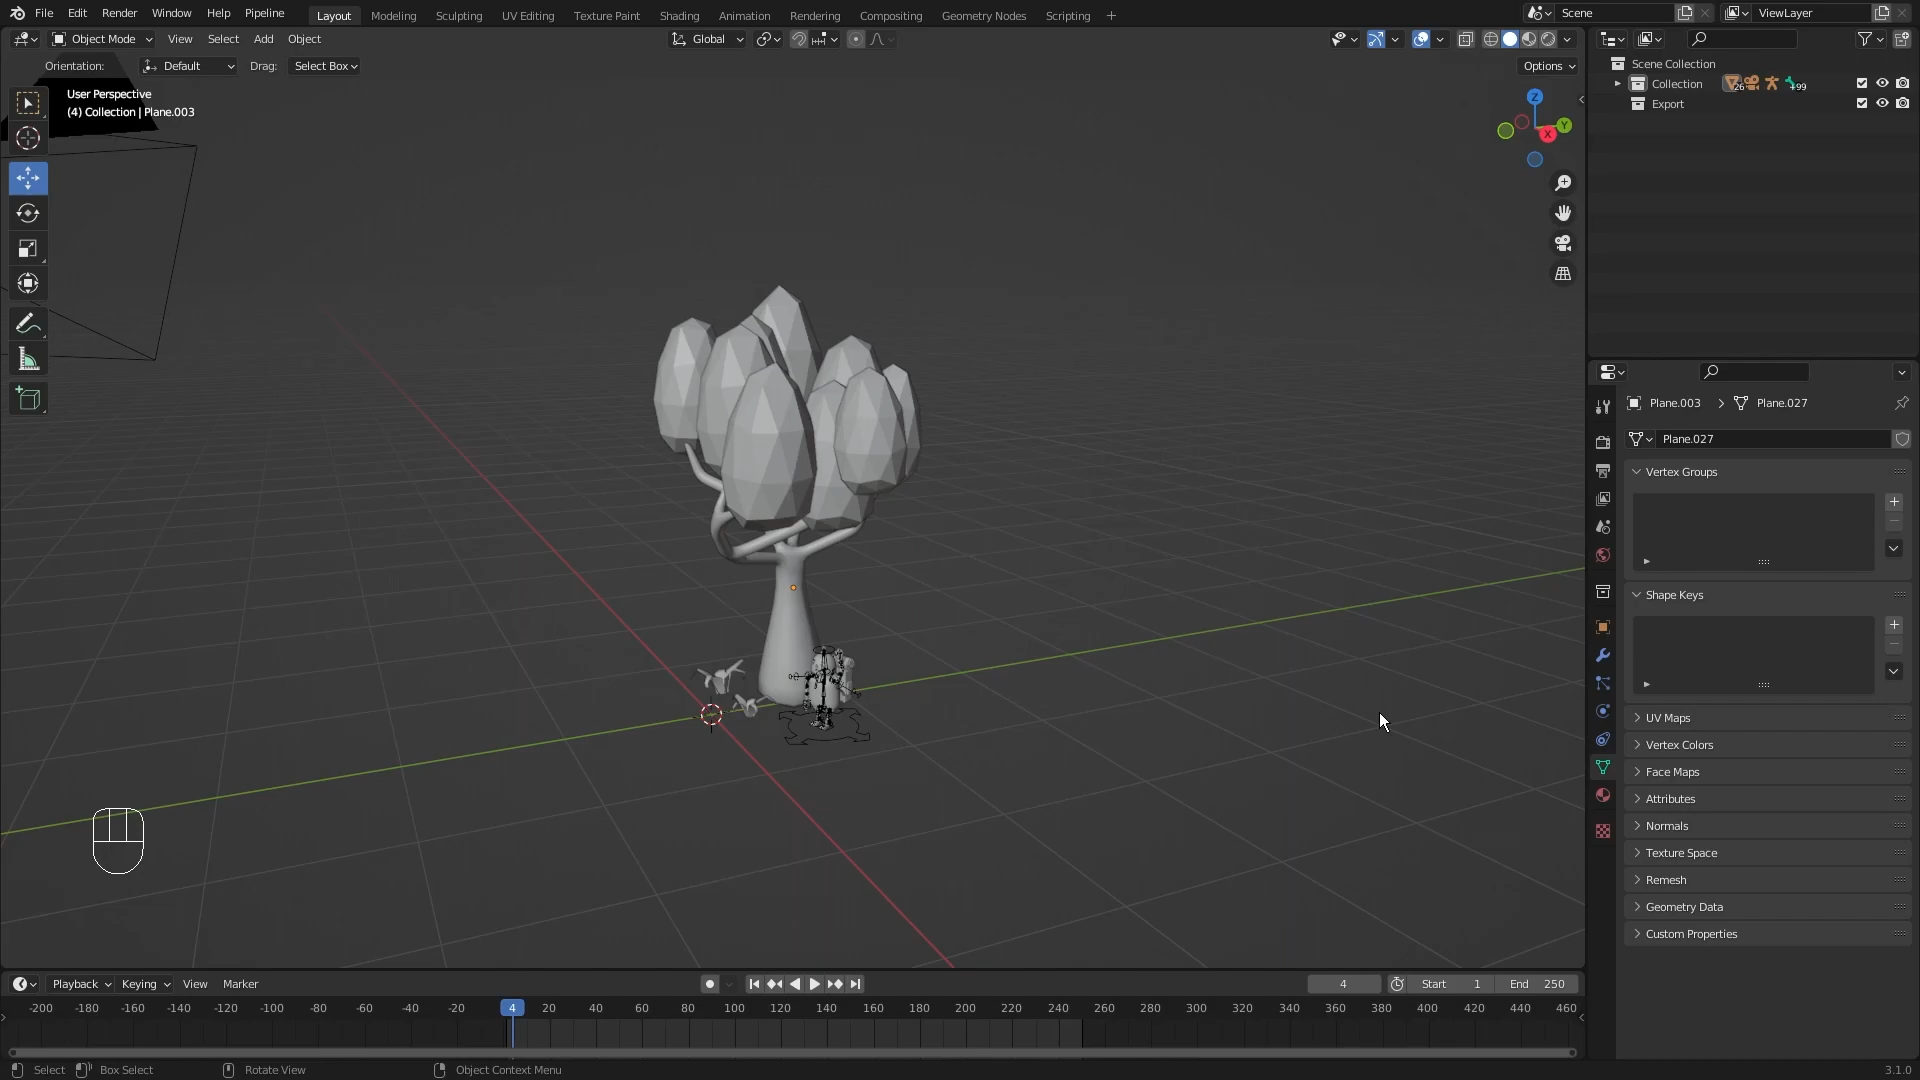 File Edit Render Window Help Pipeline
Layout Modeling Sculpting UV Editing Texture Paint Shading Animation Rendering Compositing Geometry Nodes Scripting
Scene
ViewLayer
Object Mode View Select Add Object
Global
Orientation: Default Drag: Select Box
Options
User Perspective
(4) Collection | Plane.003
Z
Y
X
Scene Collection
Collection 26 +99
Export
Plane.003 Plane.027
Plane.027
Vertex Groups
Shape Keys
UV Maps
Vertex Colors
Face Maps
Attributes
Normals
Texture Space
Remesh
Geometry Data
Custom Properties
Playback Keying View Marker
4 Start 1 End 250
-200 -180 -160 -140 -120 -100 -80 -60 -40 -20 4 20 40 60 80 100 120 140 160 180 200 220 240 260 280 300 320 340 360 380 400 420 440 460
Select Box Select Rotate View Object Context Menu 3.1.0